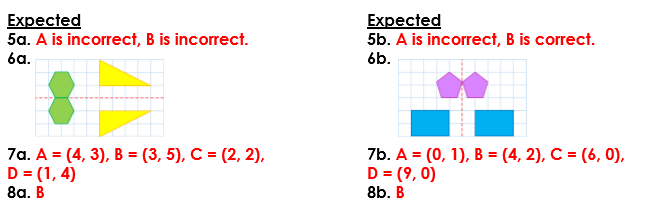 Expected
5a. A is incorrect, B is incorrect.
6a.
7a. A = (4, 3), B = (3, 5), C = (2, 2),
D = (1, 4)
8a. B
Expected
5b. A is incorrect, B is correct.
6b.
7b. A = (0, 1), B = (4, 2), C = (6, 0),
D = (9, 0)
8b. B